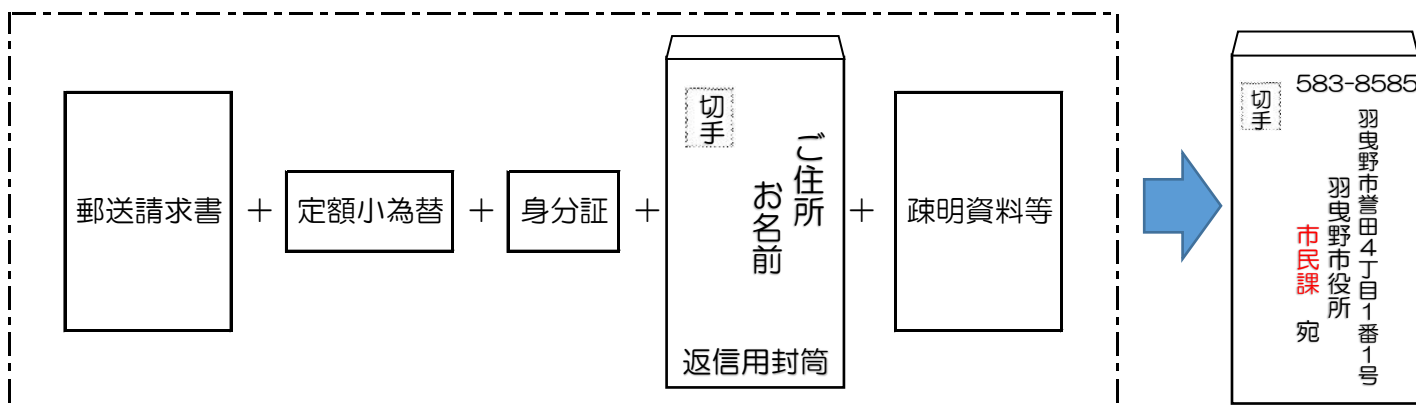 郵送請求書
＋
定額小為替
＋
身分証
＋
切手
ご住所
お名前
返信用封筒
＋
疎明資料等
切手
583-8585
羽曳野市誉田４丁目１番１号
羽曳野市役所
市民課　宛